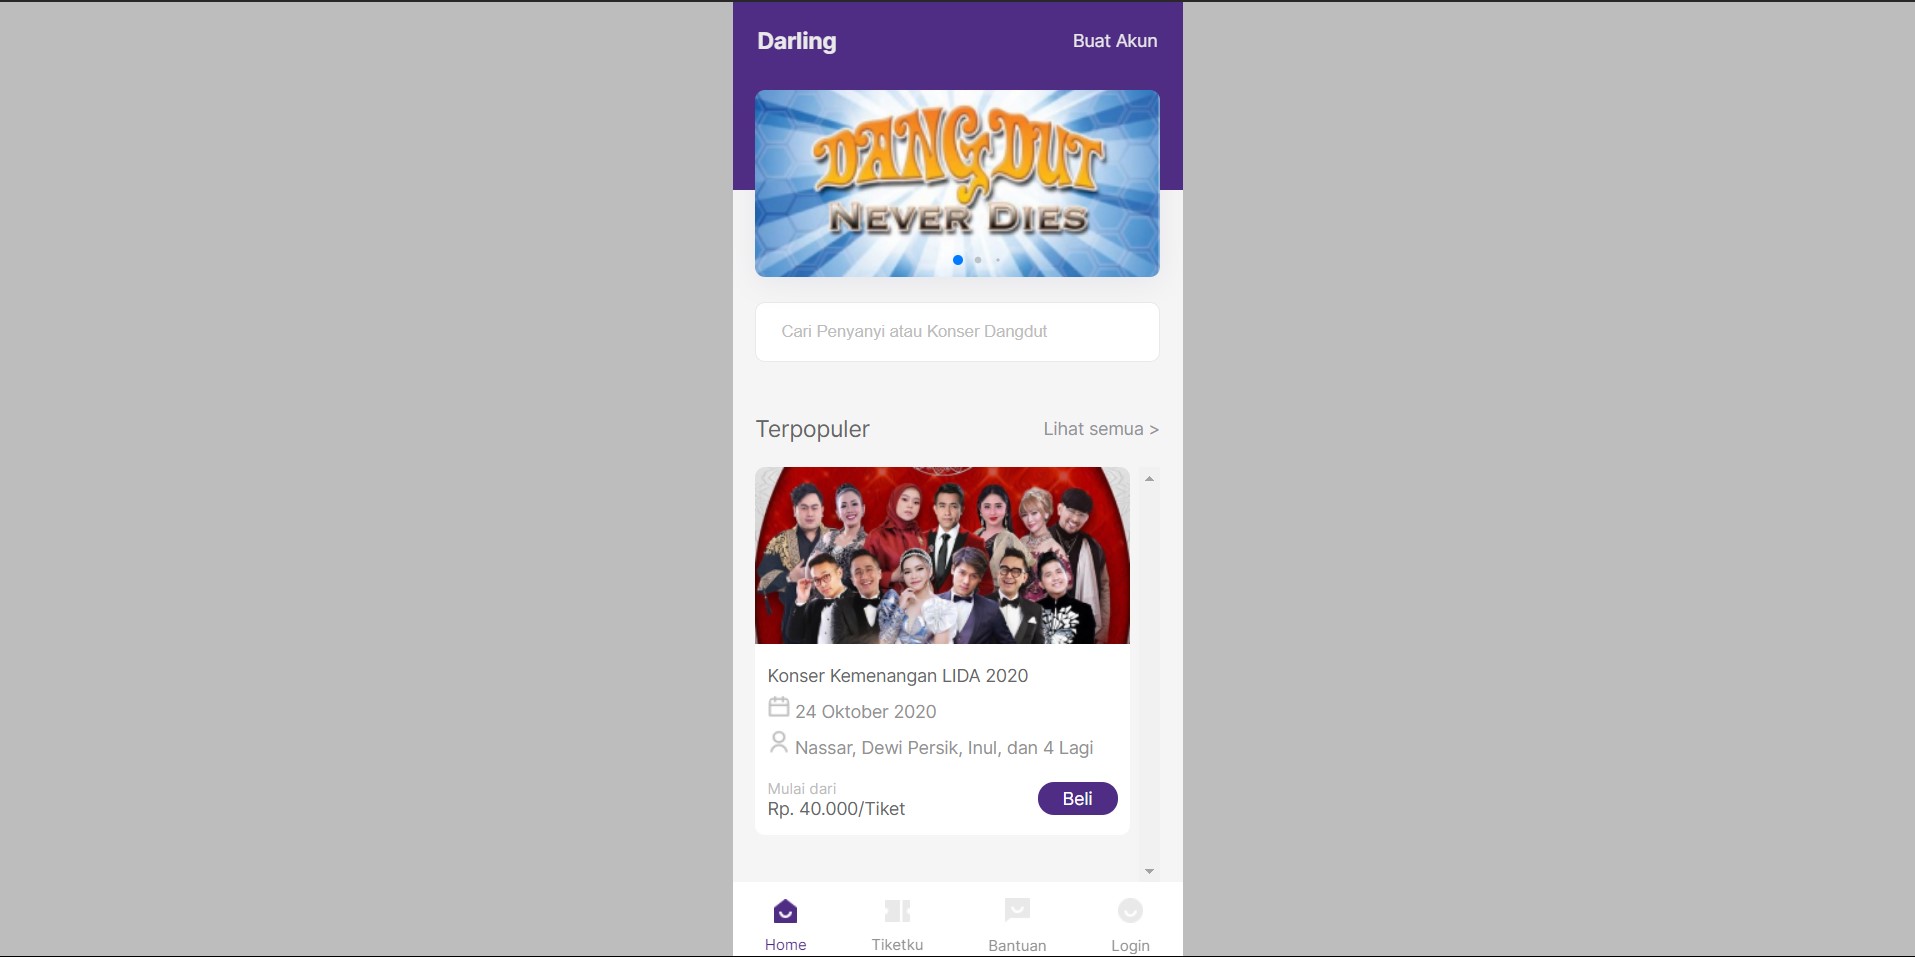 Darling
Buat Akun
DANGDUT
NEVER DIES
Cari Penyanyi atau Konser Dangdut
Terpopuler
Lihat semua >
Konser Kemenangan LIDA 2020
24 Oktober 2020
Nassar, Dewi Persik, Inul, dan 4 Lagi
Mulai dari
Rp. 40.000/Tiket
Beli
Home
Tiketku
Bantuan
Login